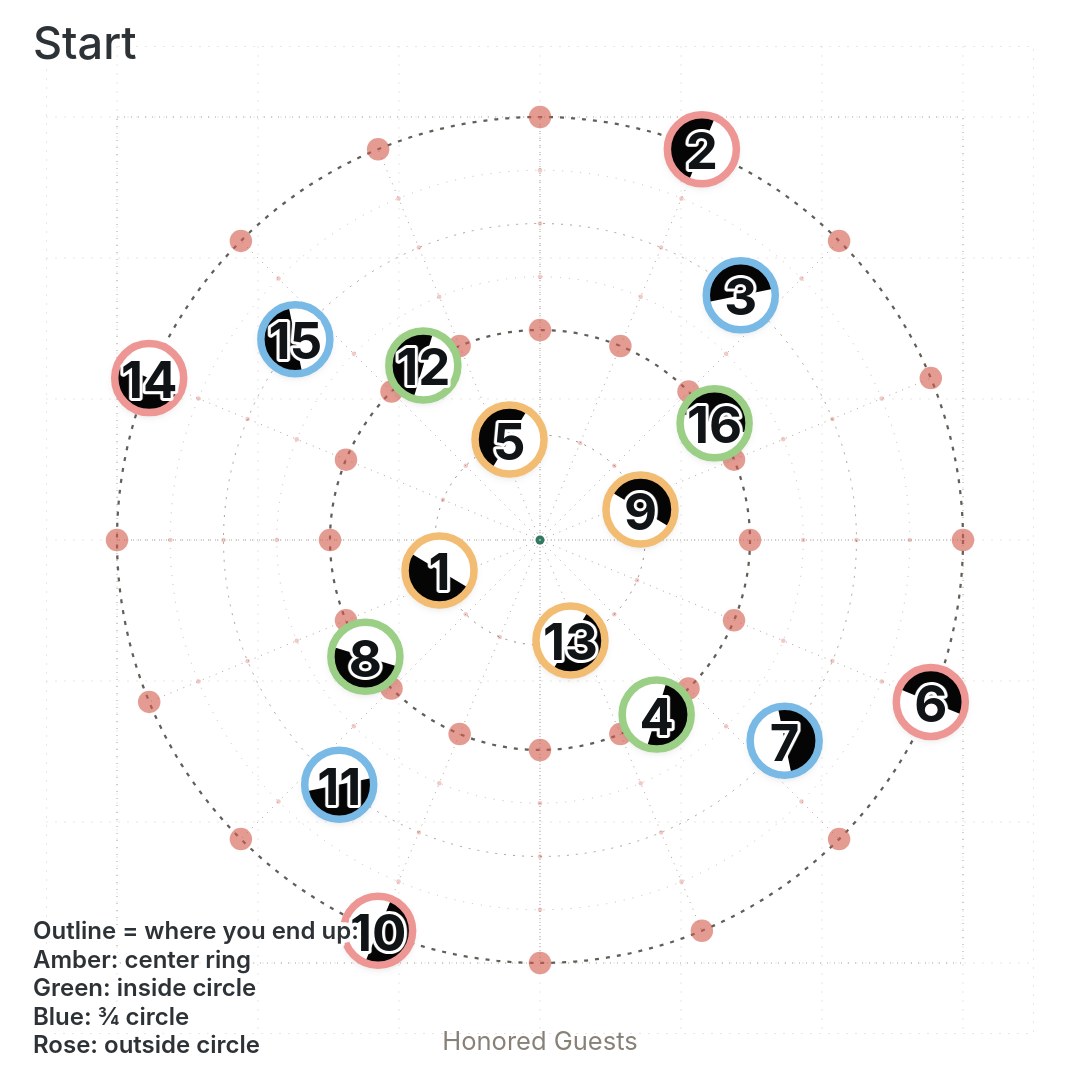 Start
2
3
15
12
14
5
16
9
1
13
8
4
6
7
11
10
Outline = where you end up:
Amber: center ring
Green: inside circle
Blue: ¾ circle
Rose: outside circle
Honored Guests